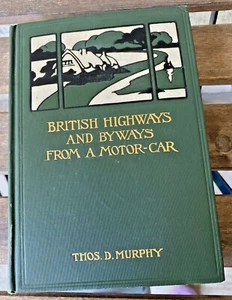 BRITISH HIGHWAYS
AND BYWAYS
FROM A MOTOR-CAR
THOS. D. MURPHY